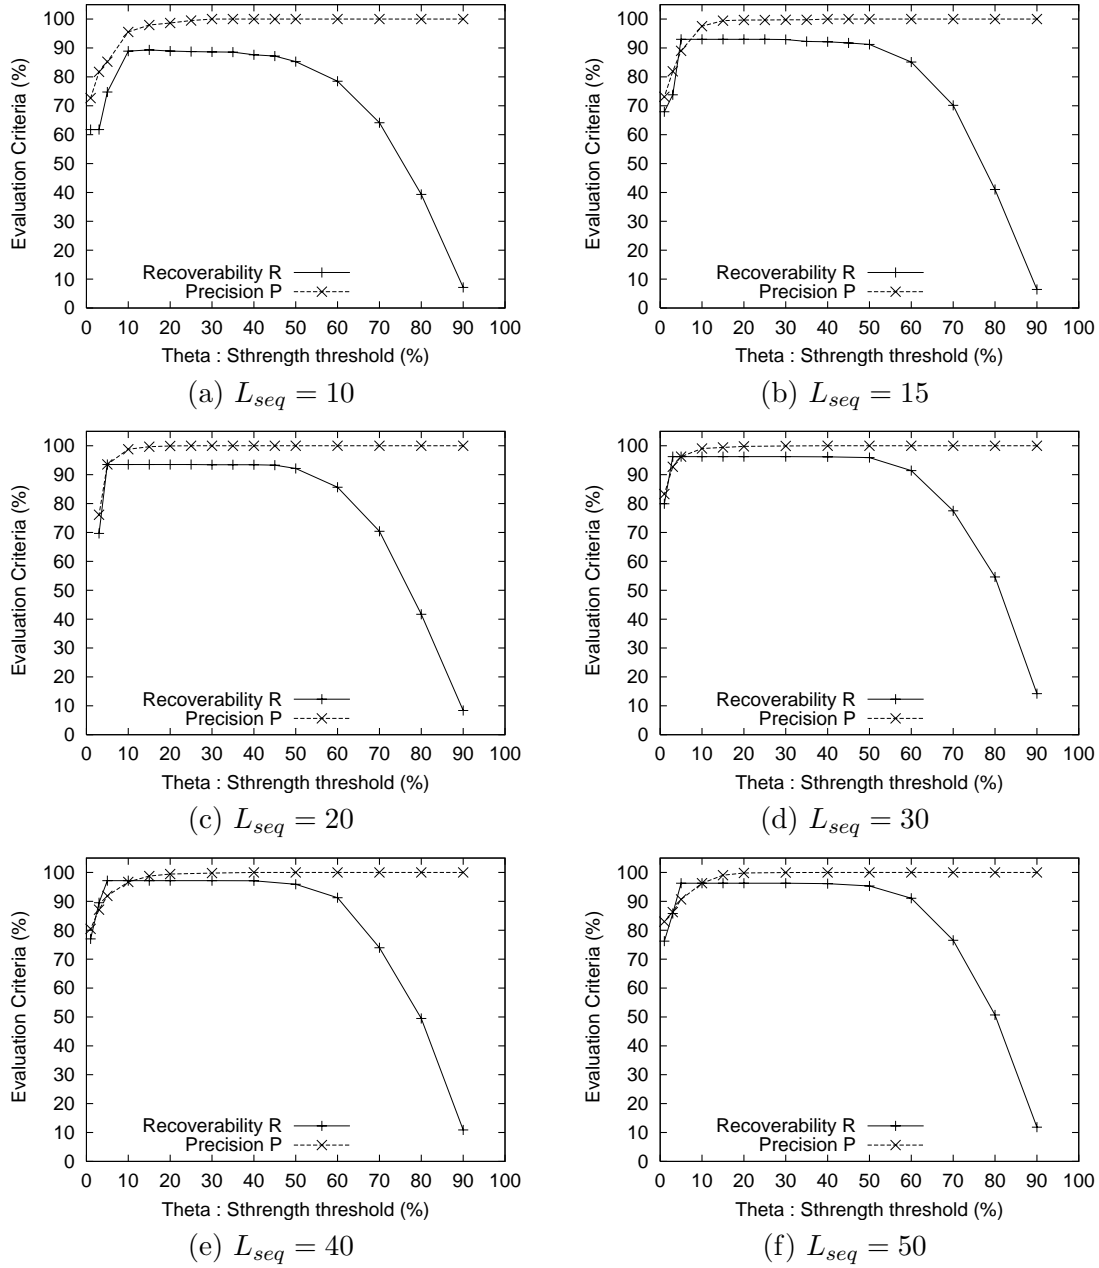 100
90
80
70
60
50
40
30
20
10
0
Evaluation Criteria (%)
Recoverability R
Precision P
0 10 20 30 40 50 60 70 80 90 100
Theta : Sthrength threshold (%)
(a) L_seq = 10
100
90
80
70
60
50
40
30
20
10
0
Evaluation Criteria (%)
Recoverability R
Precision P
0 10 20 30 40 50 60 70 80 90 100
Theta : Sthrength threshold (%)
(b) L_seq = 15
100
90
80
70
60
50
40
30
20
10
0
Evaluation Criteria (%)
Recoverability R
Precision P
0 10 20 30 40 50 60 70 80 90 100
Theta : Sthrength threshold (%)
(c) L_seq = 20
100
90
80
70
60
50
40
30
20
10
0
Evaluation Criteria (%)
Recoverability R
Precision P
0 10 20 30 40 50 60 70 80 90 100
Theta : Sthrength threshold (%)
(d) L_seq = 30
100
90
80
70
60
50
40
30
20
10
0
Evaluation Criteria (%)
Recoverability R
Precision P
0 10 20 30 40 50 60 70 80 90 100
Theta : Sthrength threshold (%)
(e) L_seq = 40
100
90
80
70
60
50
40
30
20
10
0
Evaluation Criteria (%)
Recoverability R
Precision P
0 10 20 30 40 50 60 70 80 90 100
Theta : Sthrength threshold (%)
(f) L_seq = 50